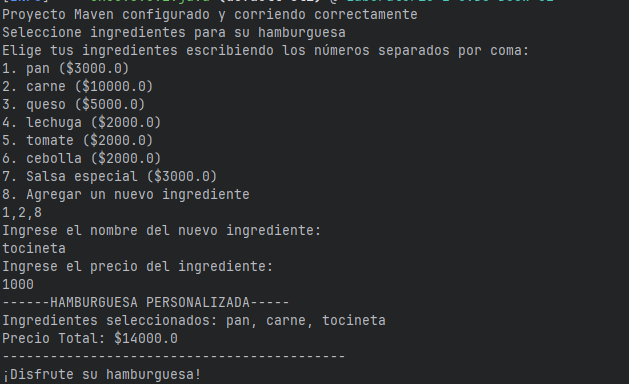 Proyecto Maven configurado y corriendo correctamente
Seleccione ingredientes para su hamburguesa
Elige tus ingredientes escribiendo los números separados por coma:
1. pan ($3000.0)
2. carne ($10000.0)
3. queso ($5000.0)
4. lechuga ($2000.0)
5. tomate ($2000.0)
6. cebolla ($2000.0)
7. Salsa especial ($3000.0)
8. Agregar un nuevo ingrediente
1,2,8
Ingrese el nombre del nuevo ingrediente:
tocineta
Ingrese el precio del ingrediente:
1000
------HAMBURGUESA PERSONALIZADA-----
Ingredientes seleccionados: pan, carne, tocineta
Precio Total: $14000.0
------------------------------------------
¡Disfrute su hamburguesa!